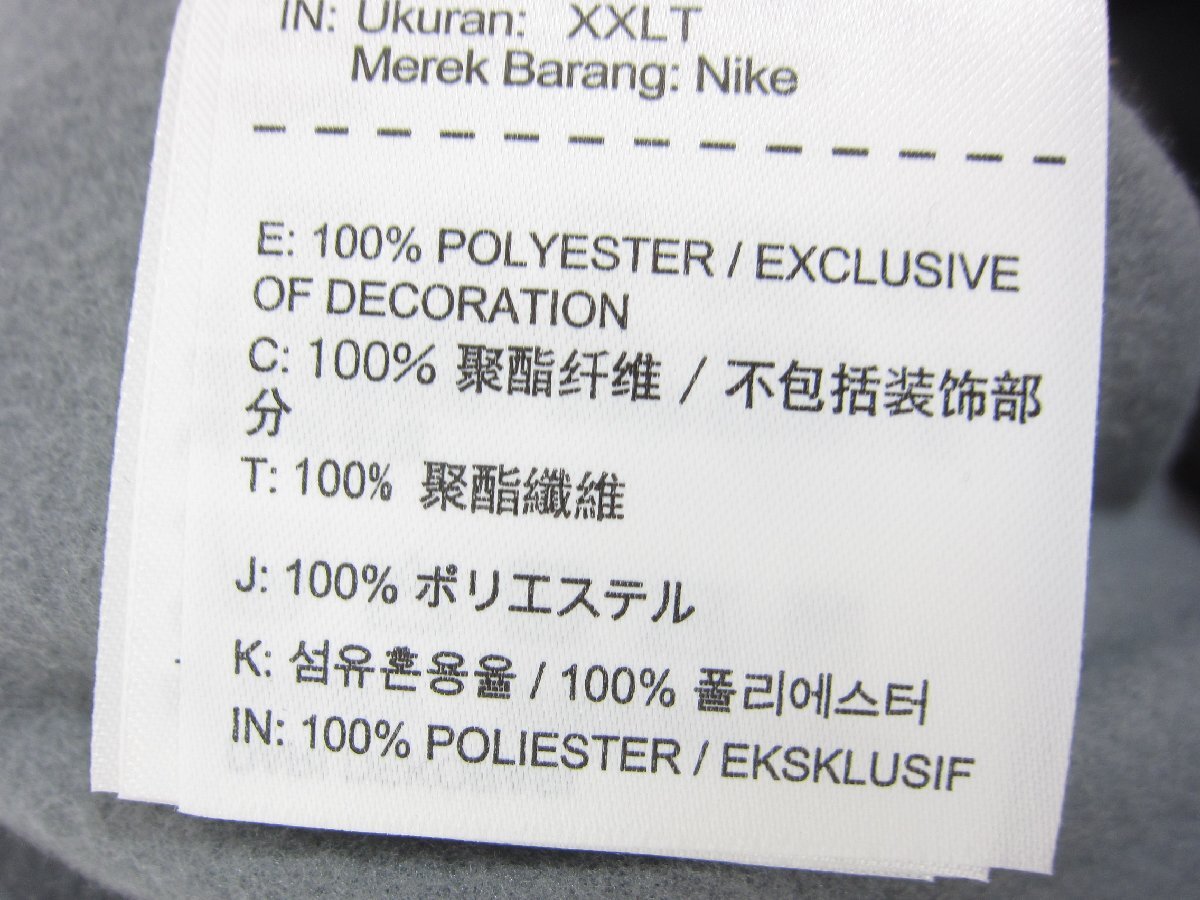 IN: Ukuran: XXLT
Merek Barang: Nike
E: 100% POLYESTER / EXCLUSIVE
OF DECORATION
C: 100% 聚酯纤维 / 不包括装饰部
分
T: 100% 聚酯纖維
J: 100% ポリエステル
K: 섬유혼용율 / 100% 폴리에스터
IN: 100% POLIESTER / EKSKLUSIF